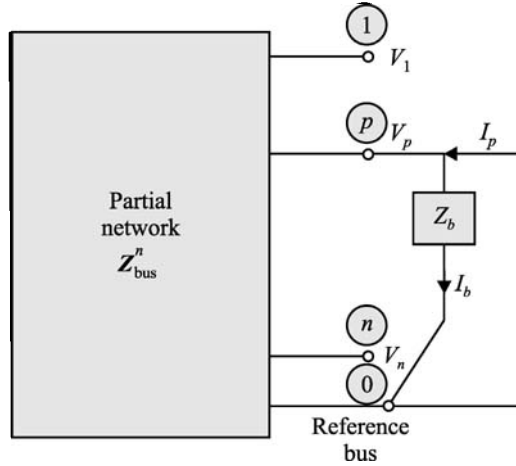 1
V1
p
Vp
Ip
Zb
Partial
network
Z^n_bus
Ib
n
Vn
0
Reference
bus